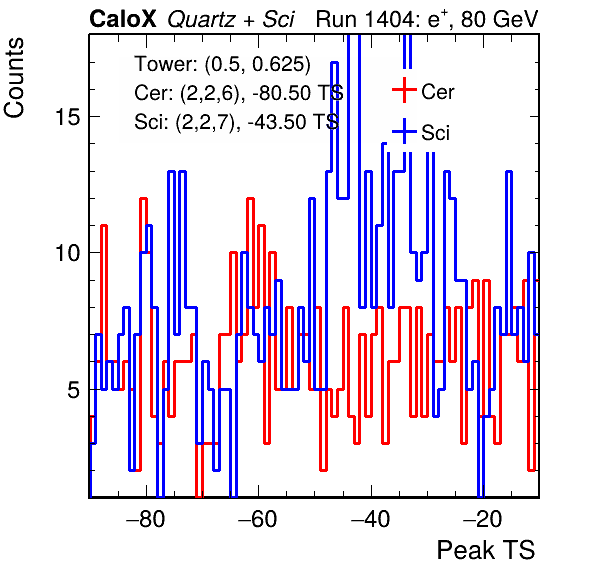 CaloX Quartz + Sci Run 1404: e+, 80 GeV
Counts
Tower: (0.5, 0.625)
Cer: (2,2,6), -80.50 TS
Sci: (2,2,7), -43.50 TS
Cer
Sci
15
10
5
−80 −60 −40 −20
Peak TS